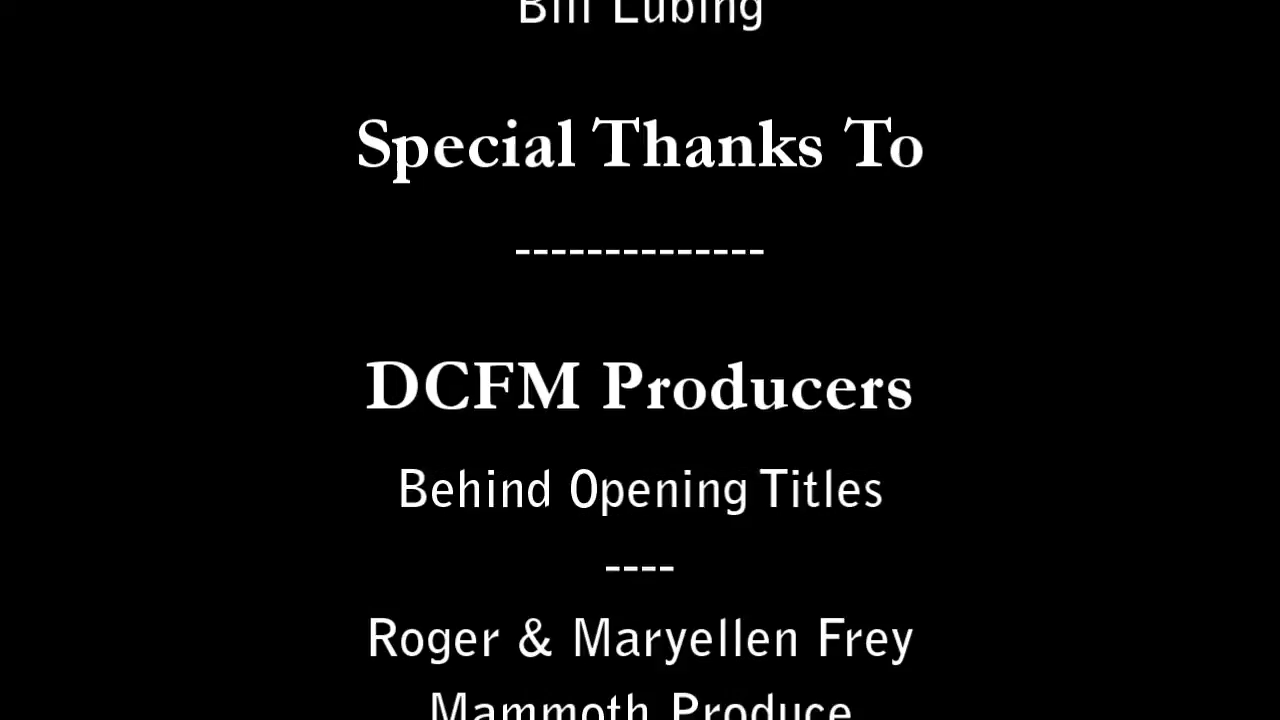 Bill Lubing
Special Thanks To
--------------
DCFM Producers
Behind Opening Titles
----
Roger & Maryellen Frey
Mammoth Produce